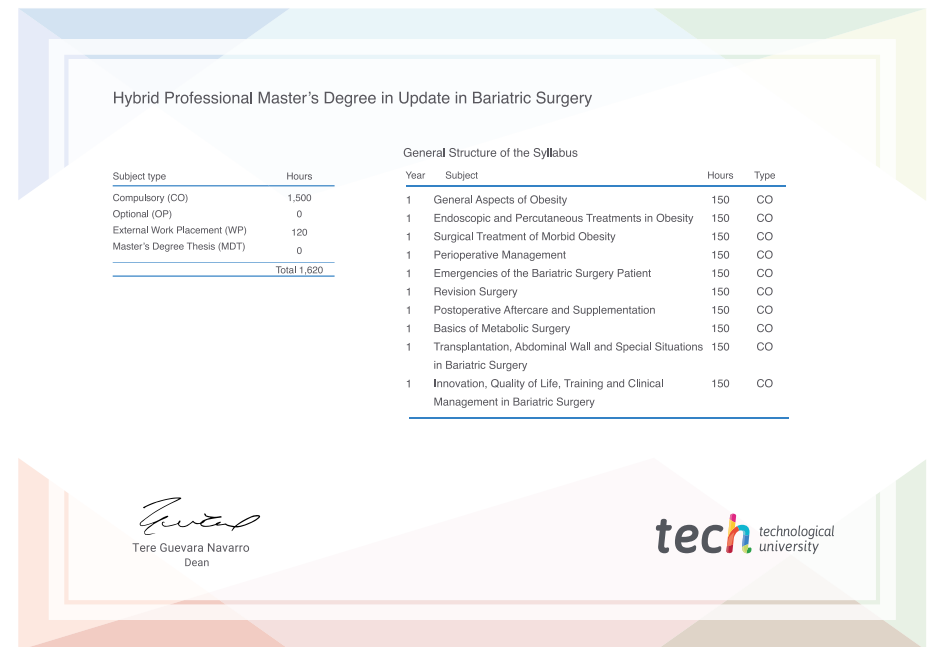 Hybrid Professional Master's Degree in Update in Bariatric Surgery
Subject type Hours
Compulsory (CO) 1,500
Optional (OP) 0
External Work Placement (WP) 120
Master's Degree Thesis (MDT) 0
Total 1,620
General Structure of the Syllabus
Year Subject Hours Type
1 General Aspects of Obesity 150 CO
1 Endoscopic and Percutaneous Treatments in Obesity 150 CO
1 Surgical Treatment of Morbid Obesity 150 CO
1 Perioperative Management 150 CO
1 Emergencies of the Bariatric Surgery Patient 150 CO
1 Revision Surgery 150 CO
1 Postoperative Aftercare and Supplementation 150 CO
1 Basics of Metabolic Surgery 150 CO
1 Transplantation, Abdominal Wall and Special Situations 150 CO
in Bariatric Surgery
1 Innovation, Quality of Life, Training and Clinical 150 CO
Management in Bariatric Surgery
Tere Guevara Navarro
Dean
tech technological
university